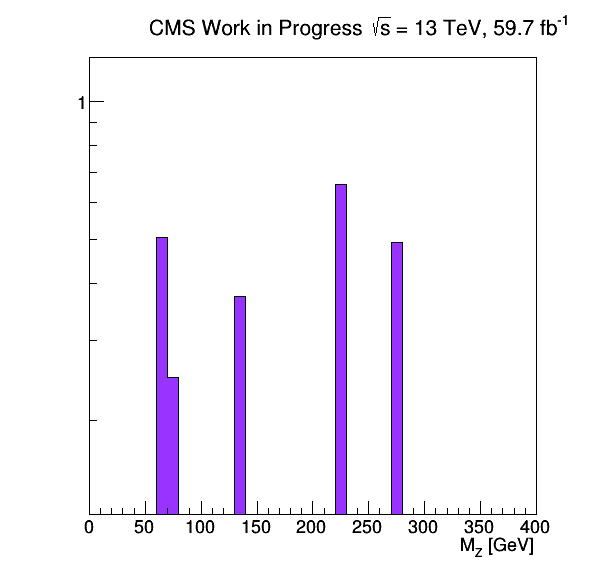 CMS Work in Progress √s = 13 TeV, 59.7 fb⁻¹
1
0 50 100 150 200 250 300 350 400
M_Z [GeV]